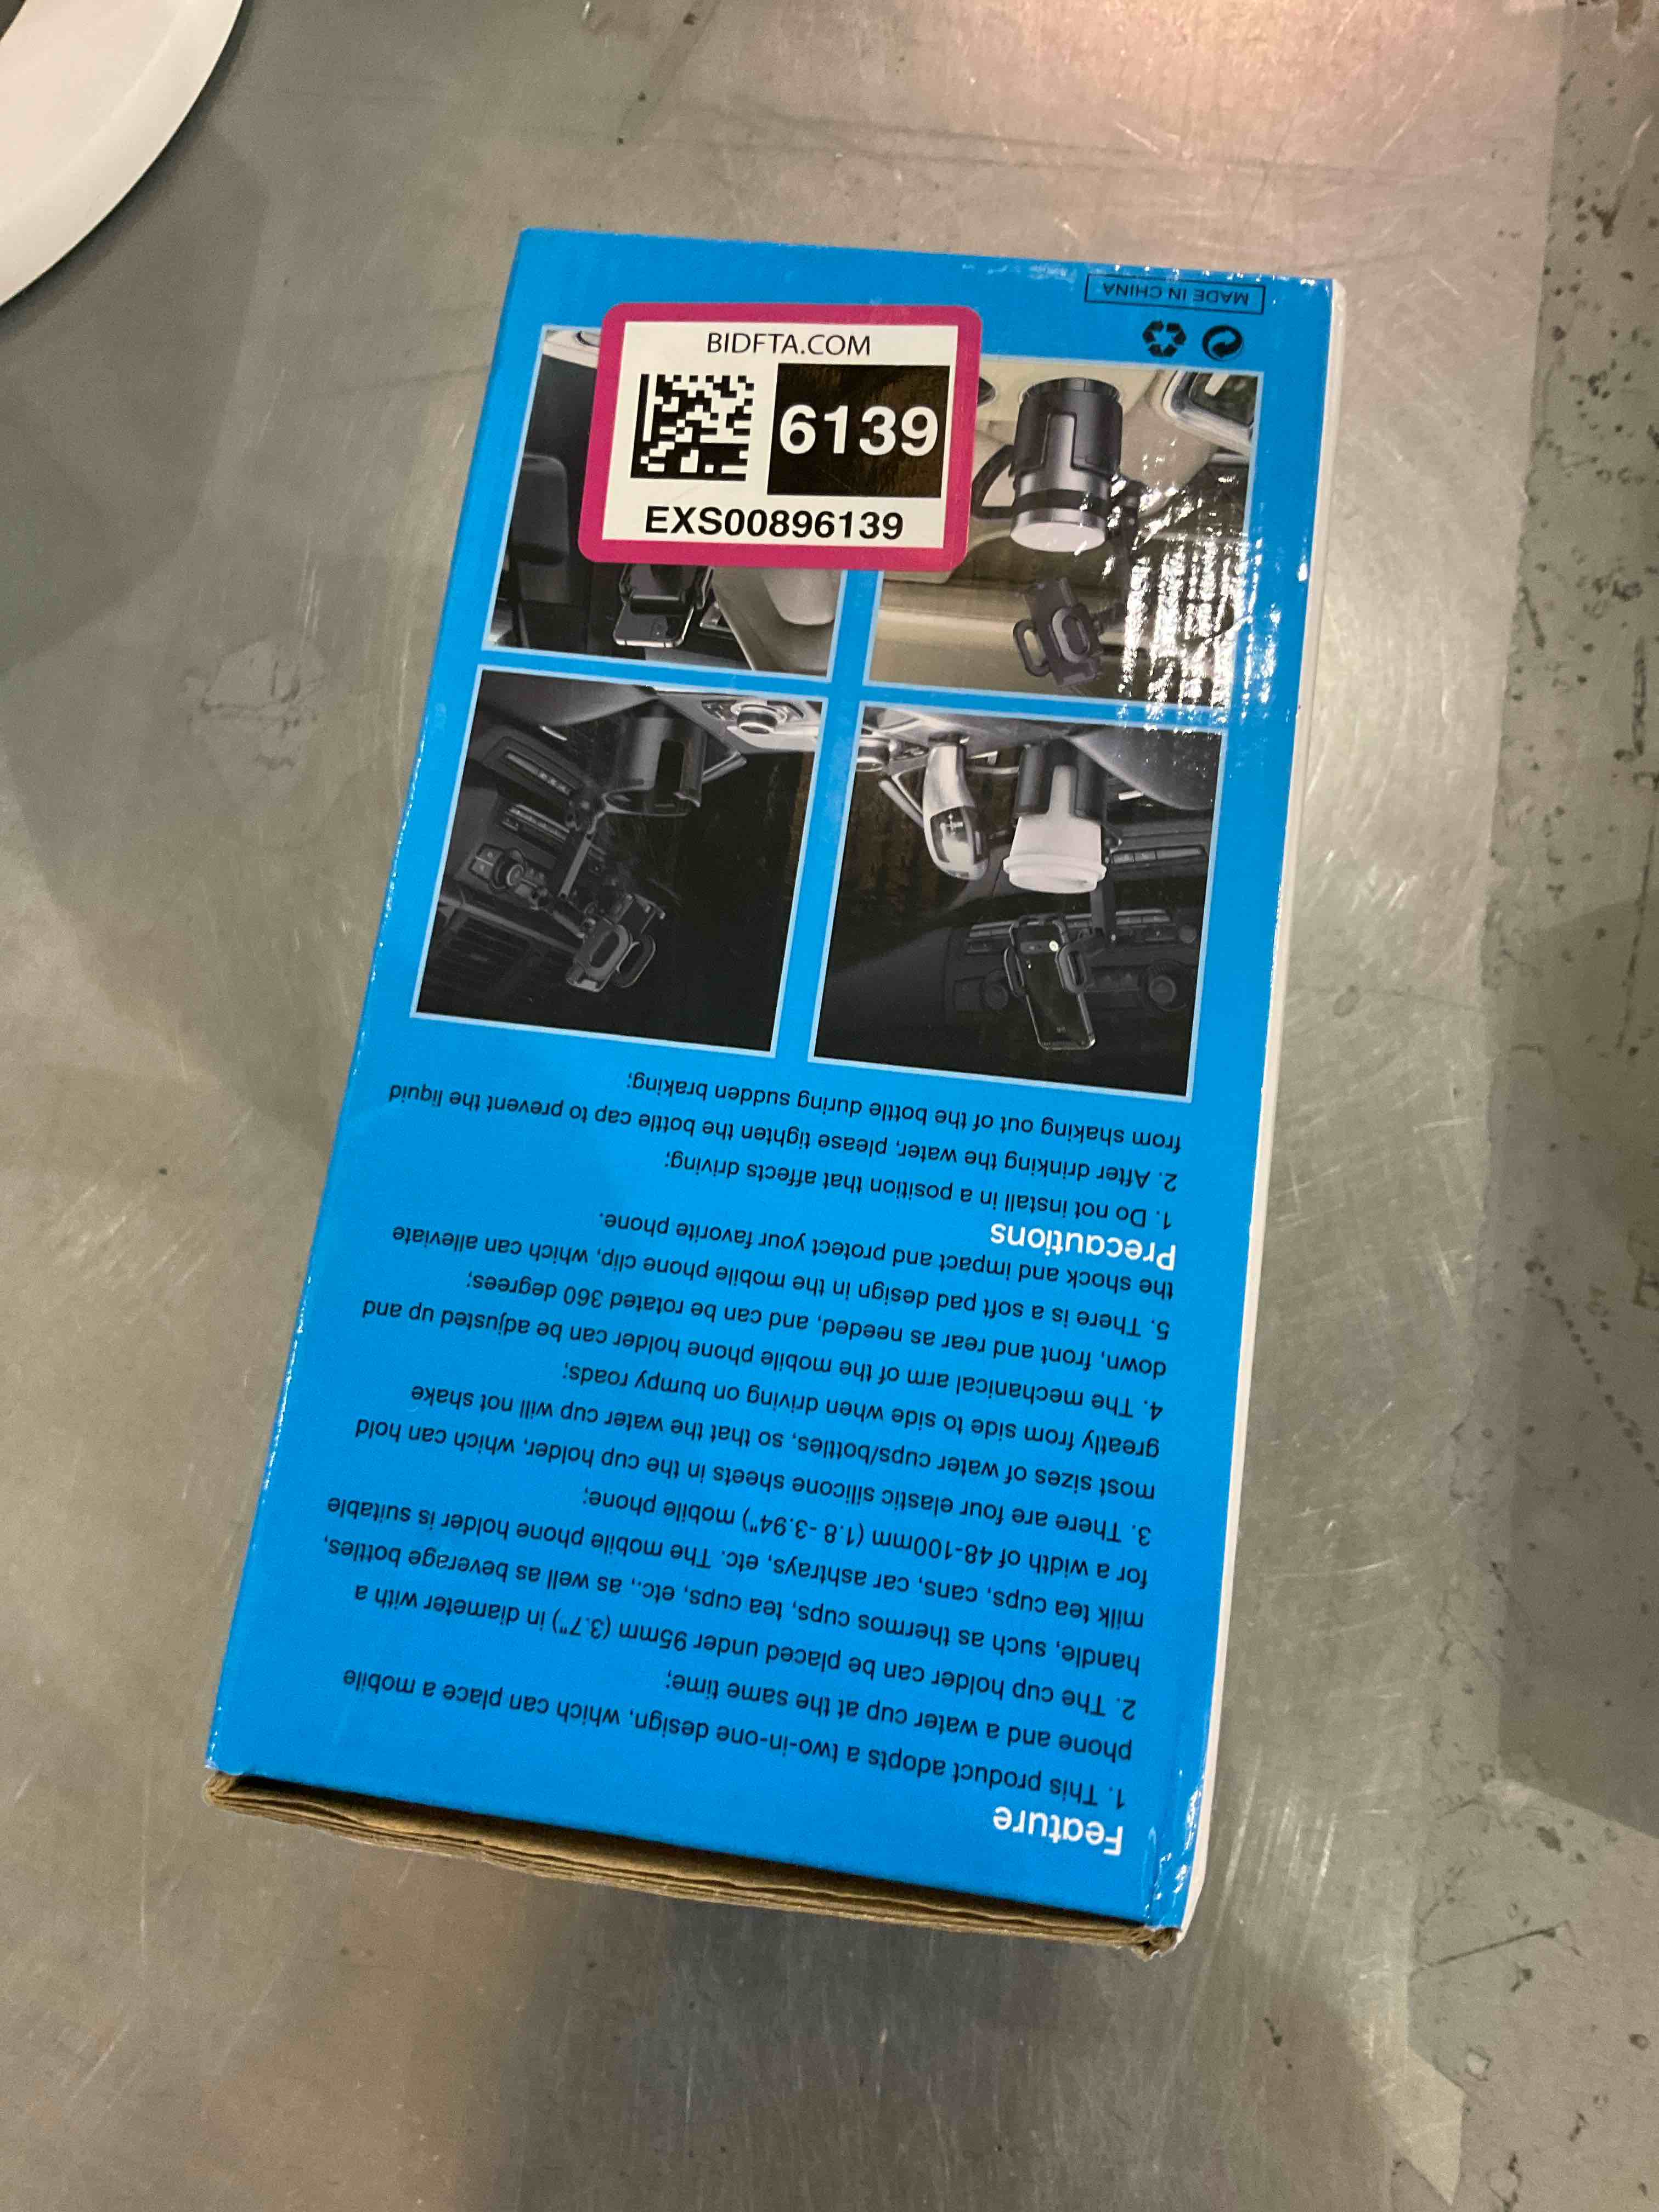 BIDFTA.COM
6139
EXS00896139
Feature
1. This product adopts a two-in-one design, which can place a mobile
phone and a water cup at the same time;
2. The cup holder can be placed under 95mm (3.7") in diameter with a
handle, such as thermos cups, tea cups, etc., as well as beverage bottles,
milk tea cups, cans, car ashtrays, etc. The mobile phone holder is suitable
for a width of 48-100mm (1.8 -3.94") mobile phone;
3. There are four elastic silicone sheets in the cup holder, which can hold
most sizes of water cups/bottles, so that the water cup will not shake
greatly from side to side when driving on bumpy roads;
4. The mechanical arm of the mobile phone holder can be adjusted up and
down, front and rear as needed, and can be rotated 360 degrees;
5. There is a soft pad design in the mobile phone clip, which can alleviate
the shock and impact and protect your favorite phone.
Precautions
1. Do not install in a position that affects driving;
2. After drinking the water, please tighten the bottle cap to prevent the liquid
from shaking out of the bottle during sudden braking;
MADE IN CHINA